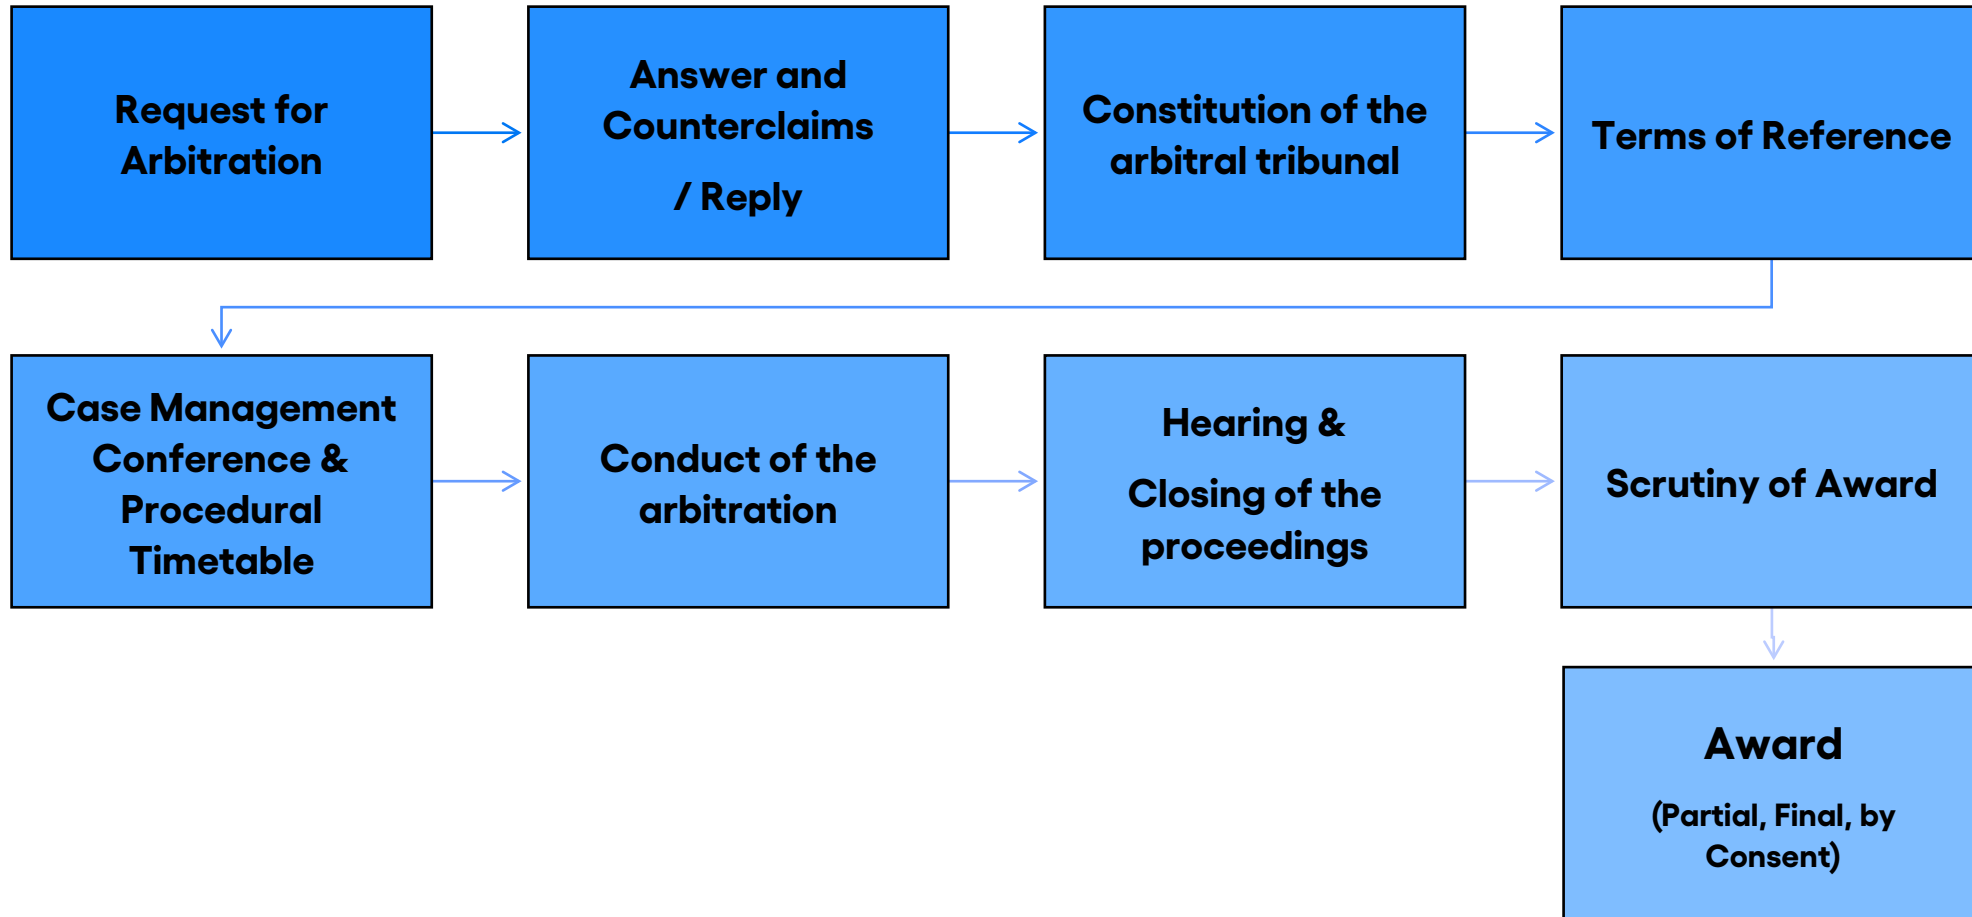 Request for
Arbitration
Answer and
Counterclaims
/ Reply
Constitution of the
arbitral tribunal
Terms of Reference
Case Management
Conference &
Procedural
Timetable
Conduct of the
arbitration
Hearing &
Closing of the
proceedings
Scrutiny of Award
Award
(Partial, Final, by
Consent)